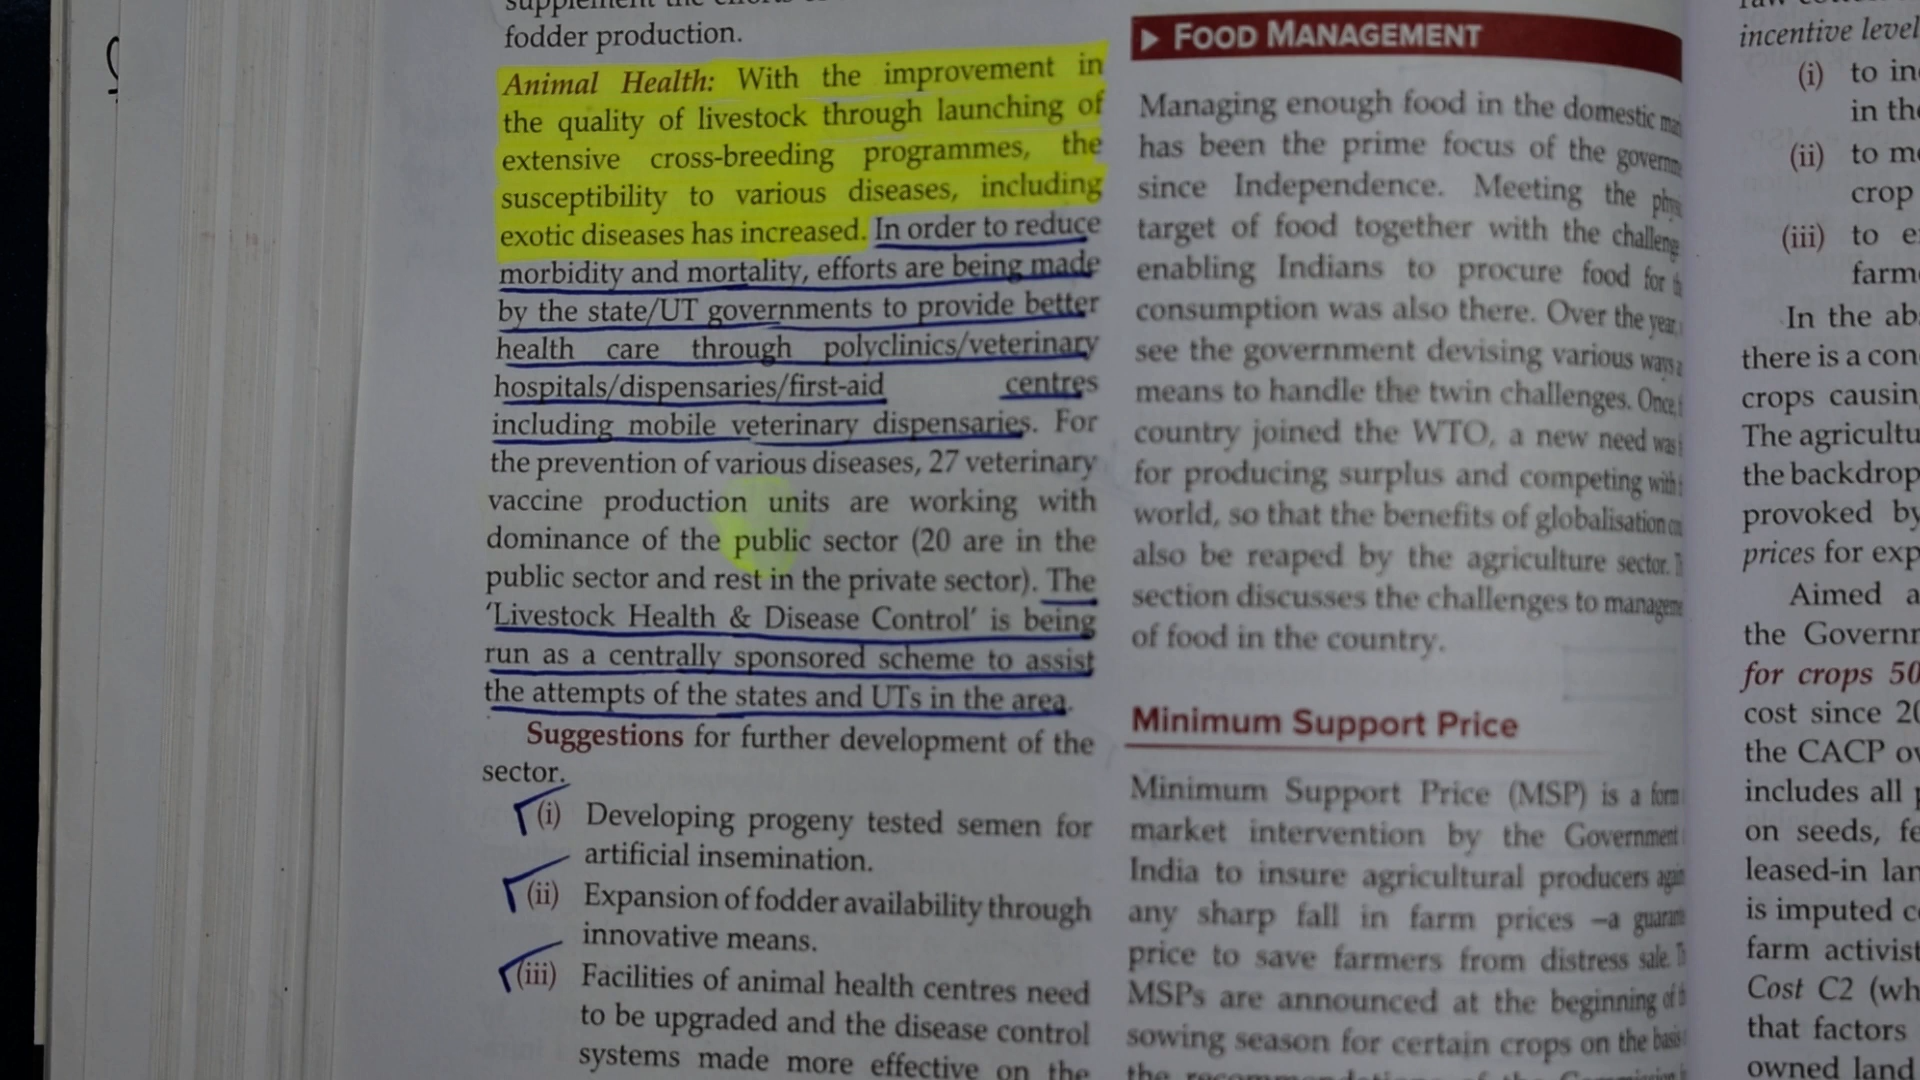 fodder production.
Animal Health: With the improvement in
the quality of livestock through launching of
extensive cross-breeding programmes, the
susceptibility to various diseases, including
exotic diseases has increased. In order to reduce
morbidity and mortality, efforts are being made
by the state/UT governments to provide better
health care through polyclinics/veterinary
hospitals/dispensaries/first-aid centres
including mobile veterinary dispensaries. For
the prevention of various diseases, 27 veterinary
vaccine production units are working with
dominance of the public sector (20 are in the
public sector and rest in the private sector). The
'Livestock Health & Disease Control' is being
run as a centrally sponsored scheme to assist
the attempts of the states and UTs in the area.
Suggestions for further development of the
sector.
(i) Developing progeny tested semen for
artificial insemination.
(ii) Expansion of fodder availability through
innovative means.
(iii) Facilities of animal health centres need
to be upgraded and the disease control
systems made more effective on the
▶ FOOD MANAGEMENT
Managing enough food in the domestic
has been the prime focus of the
since Independence. Meeting the
target of food together with the
enabling Indians to procure food for
consumption was also there. Over the
see the government devising various ways
means to handle the twin challenges. Once
country joined the WTO, a new need was
for producing surplus and competing with
world, so that the benefits of globalisation
also be reaped by the agriculture sector.
section discusses the challenges to
of food in the country.
Minimum Support Price
Minimum Support Price (MSP) is a form
market intervention by the Government
India to insure agricultural producers
any sharp fall in farm prices –a
price to save farmers from distress sale.
MSPs are announced at the beginning of
sowing season for certain crops on the basis
the recommendations of the
incentive level
(i) to
in
(ii) to
crop
(iii) to
In the
there is a
crops
The
the backdrop
provoked by
prices for
Aimed
the
for crops 50
cost since
the CACP
includes all
on seeds,
leased-in
is imputed
farm
Cost C2
that factors
owned land